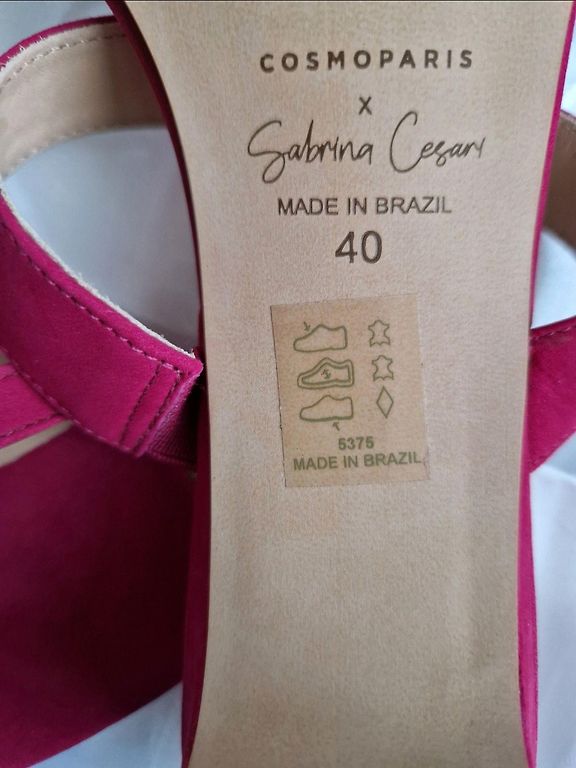 COSMOPARIS
X
Sabrina Cesari
MADE IN BRAZIL
40
5375
MADE IN BRAZIL